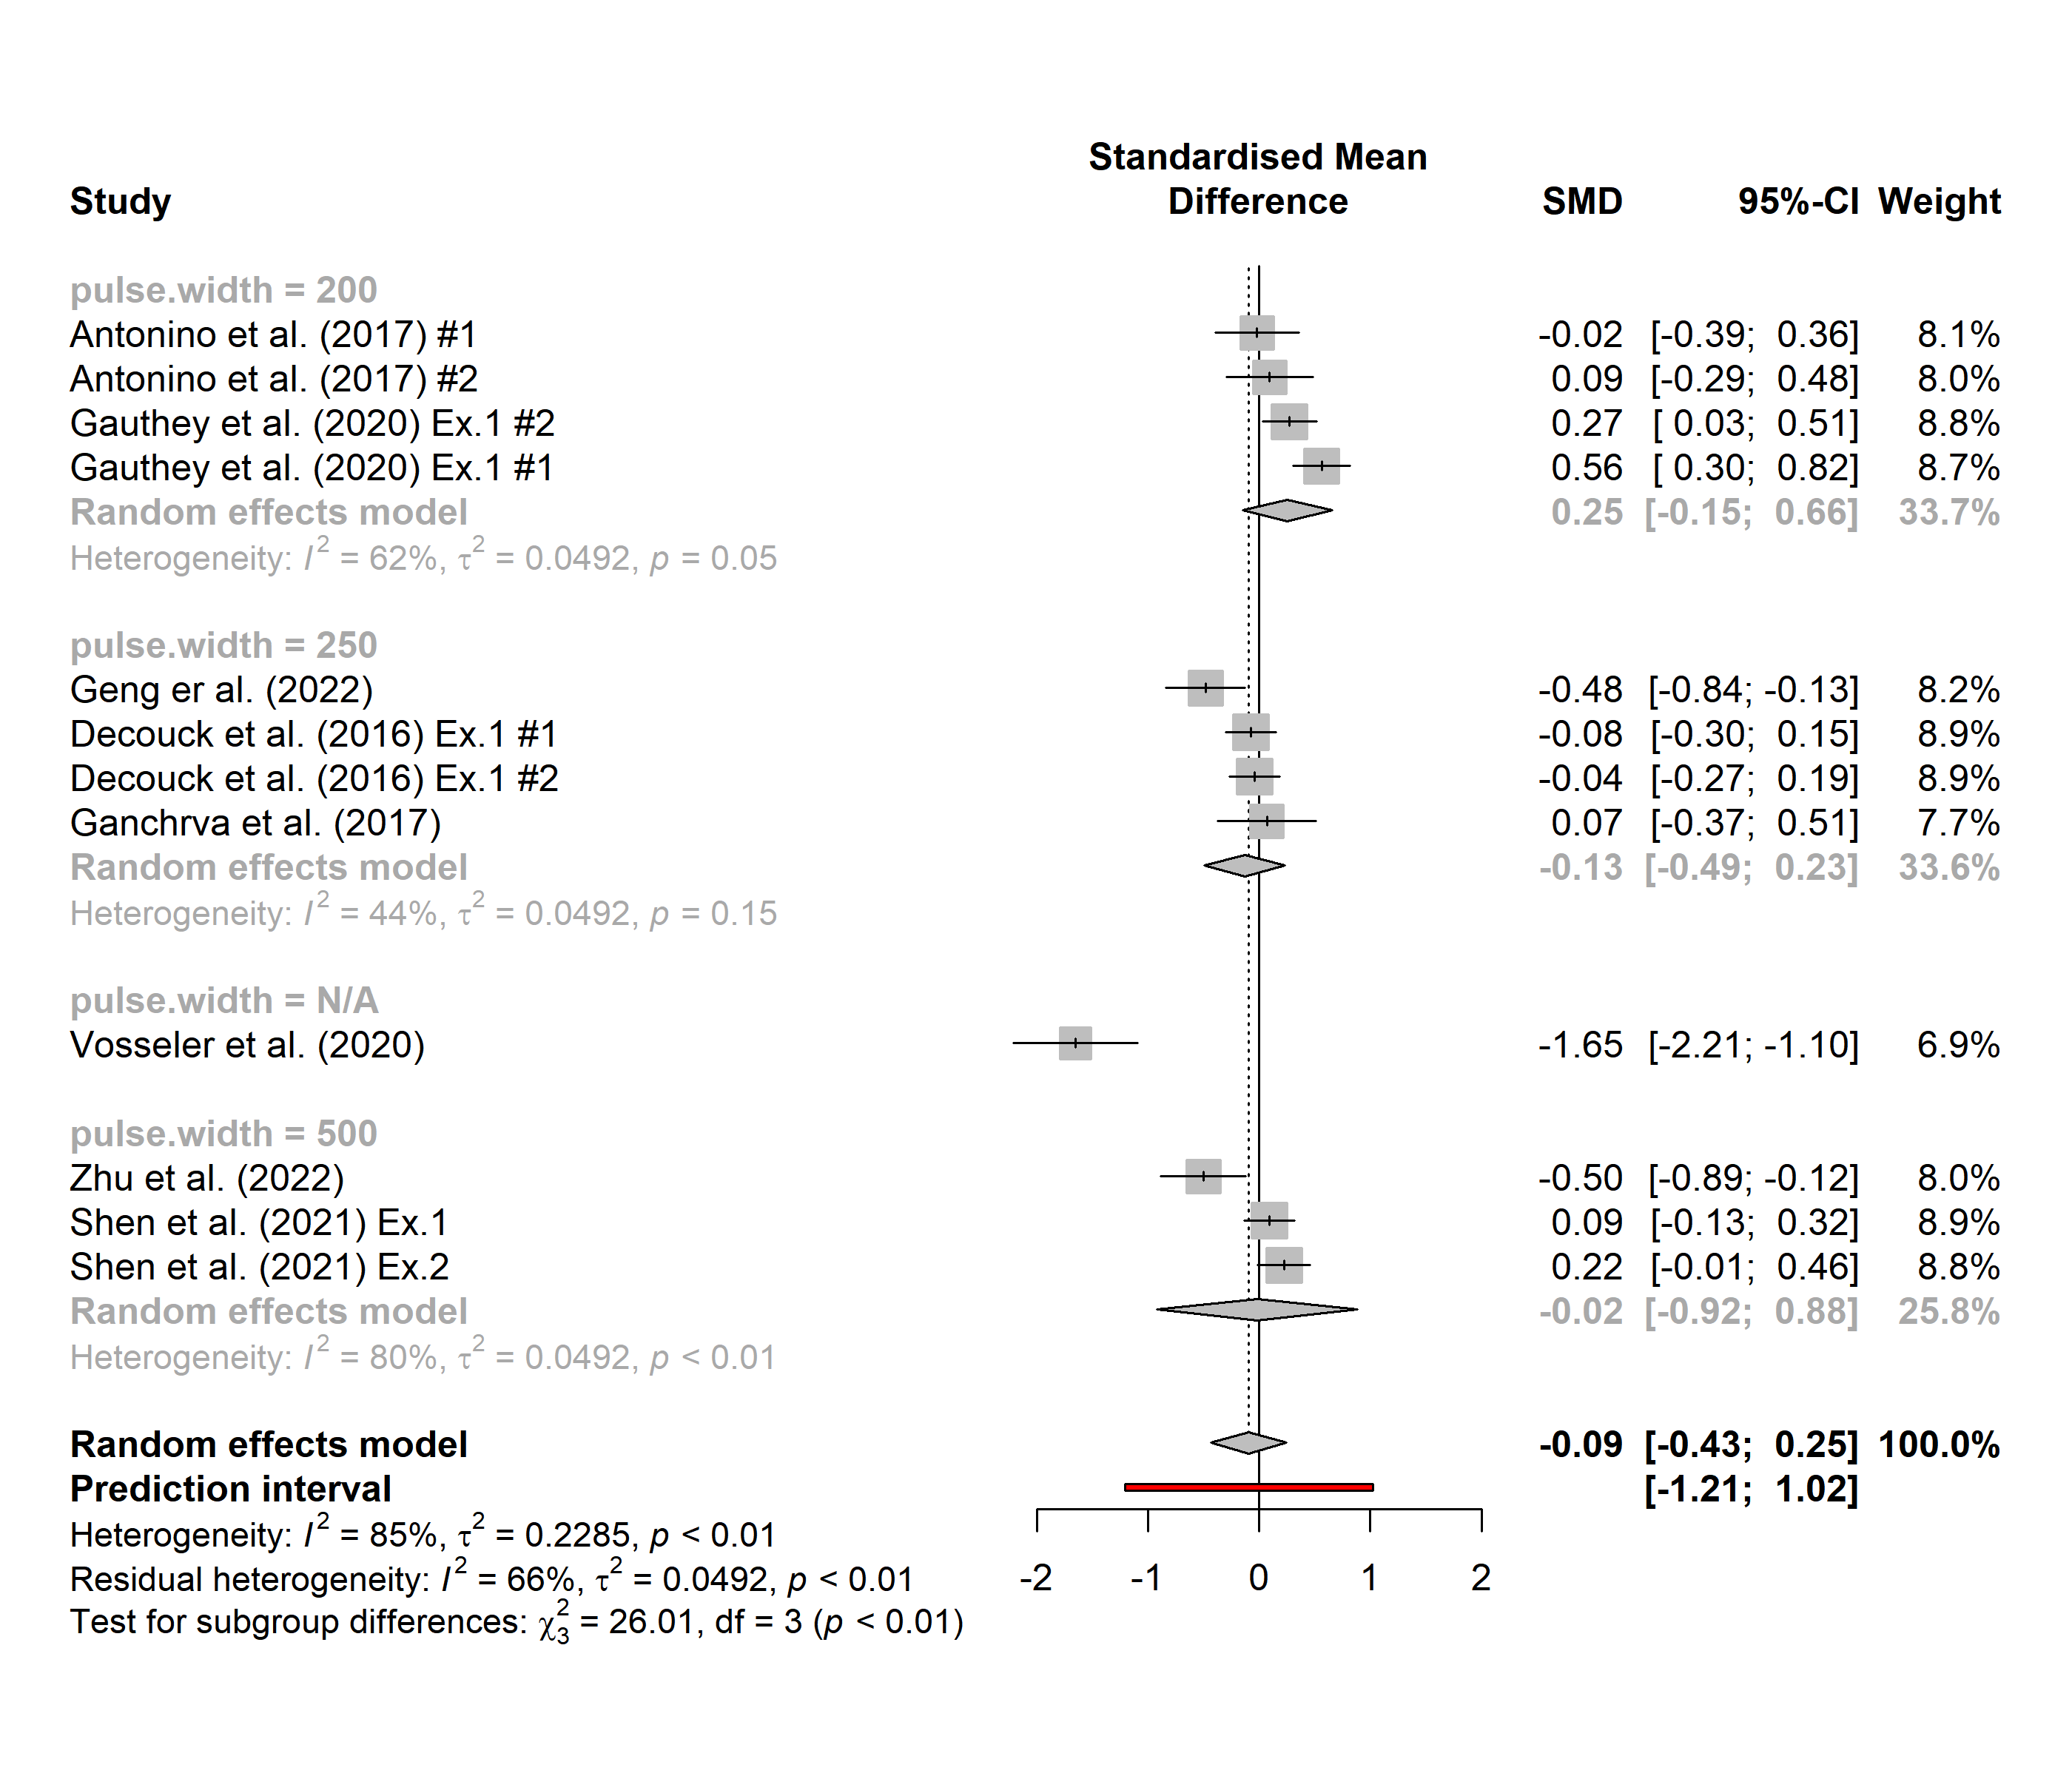 Standardised Mean
Study Difference SMD 95%-CI Weight
pulse.width = 200
Antonino et al. (2017) #1 -0.02 [-0.39; 0.36] 8.1%
Antonino et al. (2017) #2 0.09 [-0.29; 0.48] 8.0%
Gauthey et al. (2020) Ex.1 #2 0.27 [ 0.03; 0.51] 8.8%
Gauthey et al. (2020) Ex.1 #1 0.56 [ 0.30; 0.82] 8.7%
Random effects model 0.25 [-0.15; 0.66] 33.7%
Heterogeneity: I² = 62%, τ² = 0.0492, p = 0.05
pulse.width = 250
Geng er al. (2022) -0.48 [-0.84; -0.13] 8.2%
Decouck et al. (2016) Ex.1 #1 -0.08 [-0.30; 0.15] 8.9%
Decouck et al. (2016) Ex.1 #2 -0.04 [-0.27; 0.19] 8.9%
Ganchrva et al. (2017) 0.07 [-0.37; 0.51] 7.7%
Random effects model -0.13 [-0.49; 0.23] 33.6%
Heterogeneity: I² = 44%, τ² = 0.0492, p = 0.15
pulse.width = N/A
Vosseler et al. (2020) -1.65 [-2.21; -1.10] 6.9%
pulse.width = 500
Zhu et al. (2022) -0.50 [-0.89; -0.12] 8.0%
Shen et al. (2021) Ex.1 0.09 [-0.13; 0.32] 8.9%
Shen et al. (2021) Ex.2 0.22 [-0.01; 0.46] 8.8%
Random effects model -0.02 [-0.92; 0.88] 25.8%
Heterogeneity: I² = 80%, τ² = 0.0492, p < 0.01
Random effects model -0.09 [-0.43; 0.25] 100.0%
Prediction interval [-1.21; 1.02]
Heterogeneity: I² = 85%, τ² = 0.2285, p < 0.01
Residual heterogeneity: I² = 66%, τ² = 0.0492, p < 0.01
-2 -1 0 1 2
Test for subgroup differences: χ²₃ = 26.01, df = 3 (p < 0.01)